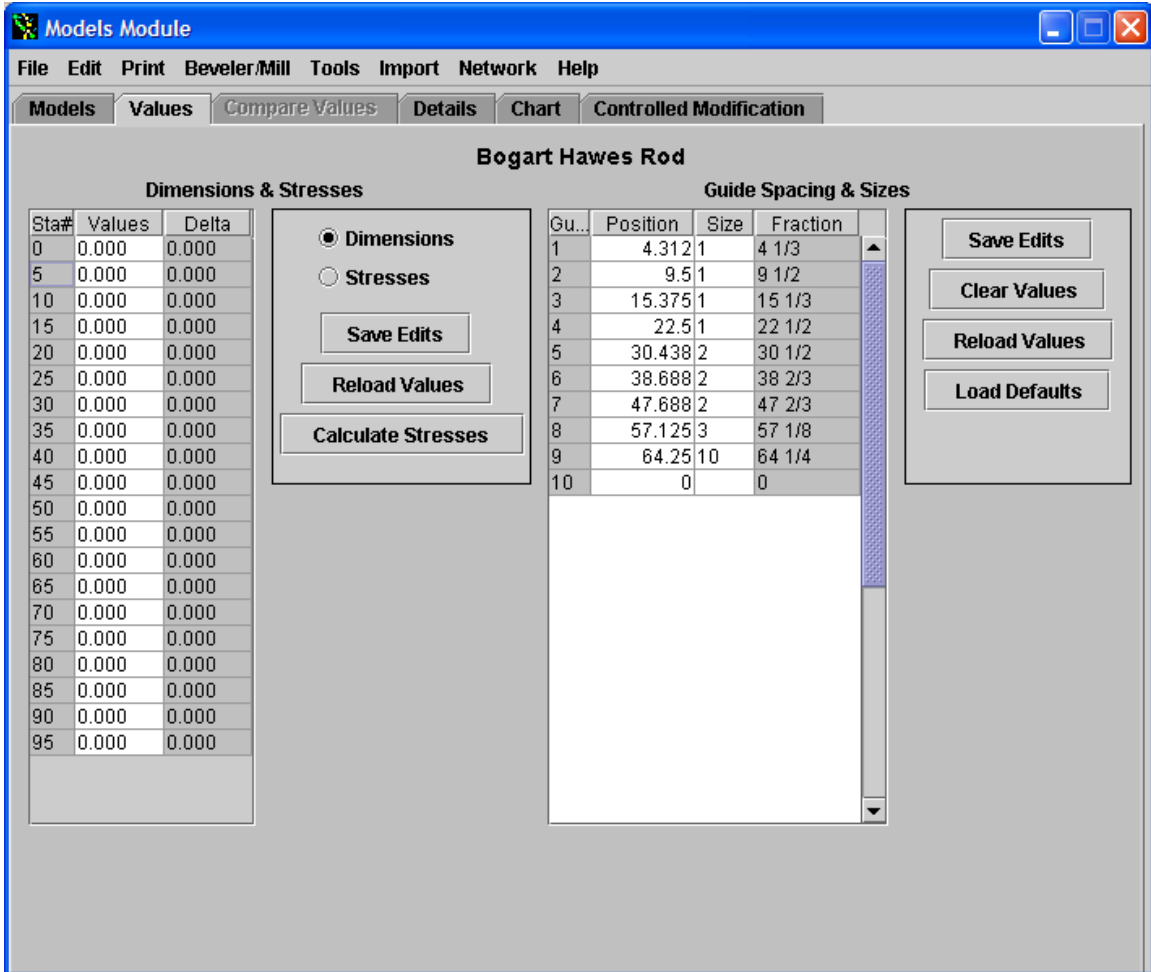 Models Module
File Edit Print Beveler/Mill Tools Import Network Help
Models Values Compare Values Details Chart Controlled Modification
Bogart Hawes Rod
Dimensions & Stresses
Sta# Values Delta
0 0.000 0.000
5 0.000 0.000
10 0.000 0.000
15 0.000 0.000
20 0.000 0.000
25 0.000 0.000
30 0.000 0.000
35 0.000 0.000
40 0.000 0.000
45 0.000 0.000
50 0.000 0.000
55 0.000 0.000
60 0.000 0.000
65 0.000 0.000
70 0.000 0.000
75 0.000 0.000
80 0.000 0.000
85 0.000 0.000
90 0.000 0.000
95 0.000 0.000
Dimensions
Stresses
Save Edits
Reload Values
Calculate Stresses
Guide Spacing & Sizes
Gu... Position Size Fraction
1 4.312 1 4 1/3
2 9.5 1 9 1/2
3 15.375 1 15 1/3
4 22.5 1 22 1/2
5 30.438 2 30 1/2
6 38.688 2 38 2/3
7 47.688 2 47 2/3
8 57.125 3 57 1/8
9 64.25 10 64 1/4
10 0 0
Save Edits
Clear Values
Reload Values
Load Defaults